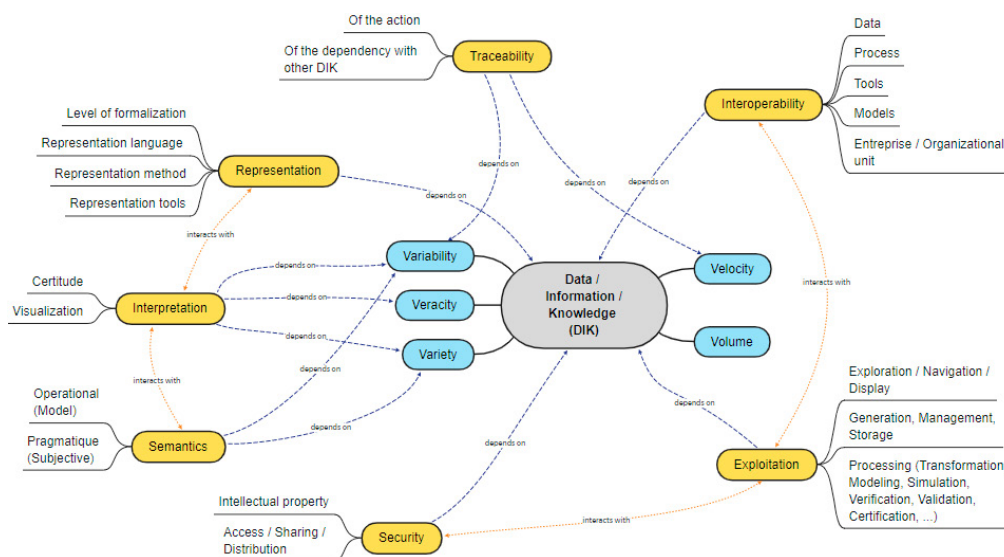 Of the action
Of the dependency with
other DIK
Traceability
Data
Process
Tools
Models
Entreprise / Organizational
unit
Interoperability
Level of formalization
Representation language
Representation method
Representation tools
Representation
depends on
depends on
depends on
depends on
interacts with
Certitude
Visualization
Interpretation
depends on
depends on
depends on
Variability
Veracity
Variety
Data /
Information /
Knowledge
(DIK)
Velocity
Volume
interacts with
interacts with
Operational
(Model)
Pragmatique
(Subjective)
Semantics
depends on
depends on
depends on
depends on
Exploration / Navigation /
Display
Generation, Management,
Storage
Processing (Transformation
Modeling, Simulation,
Verification, Validation,
Certification, ...)
Exploitation
Intellectual property
Access / Sharing /
Distribution
Security
interacts with